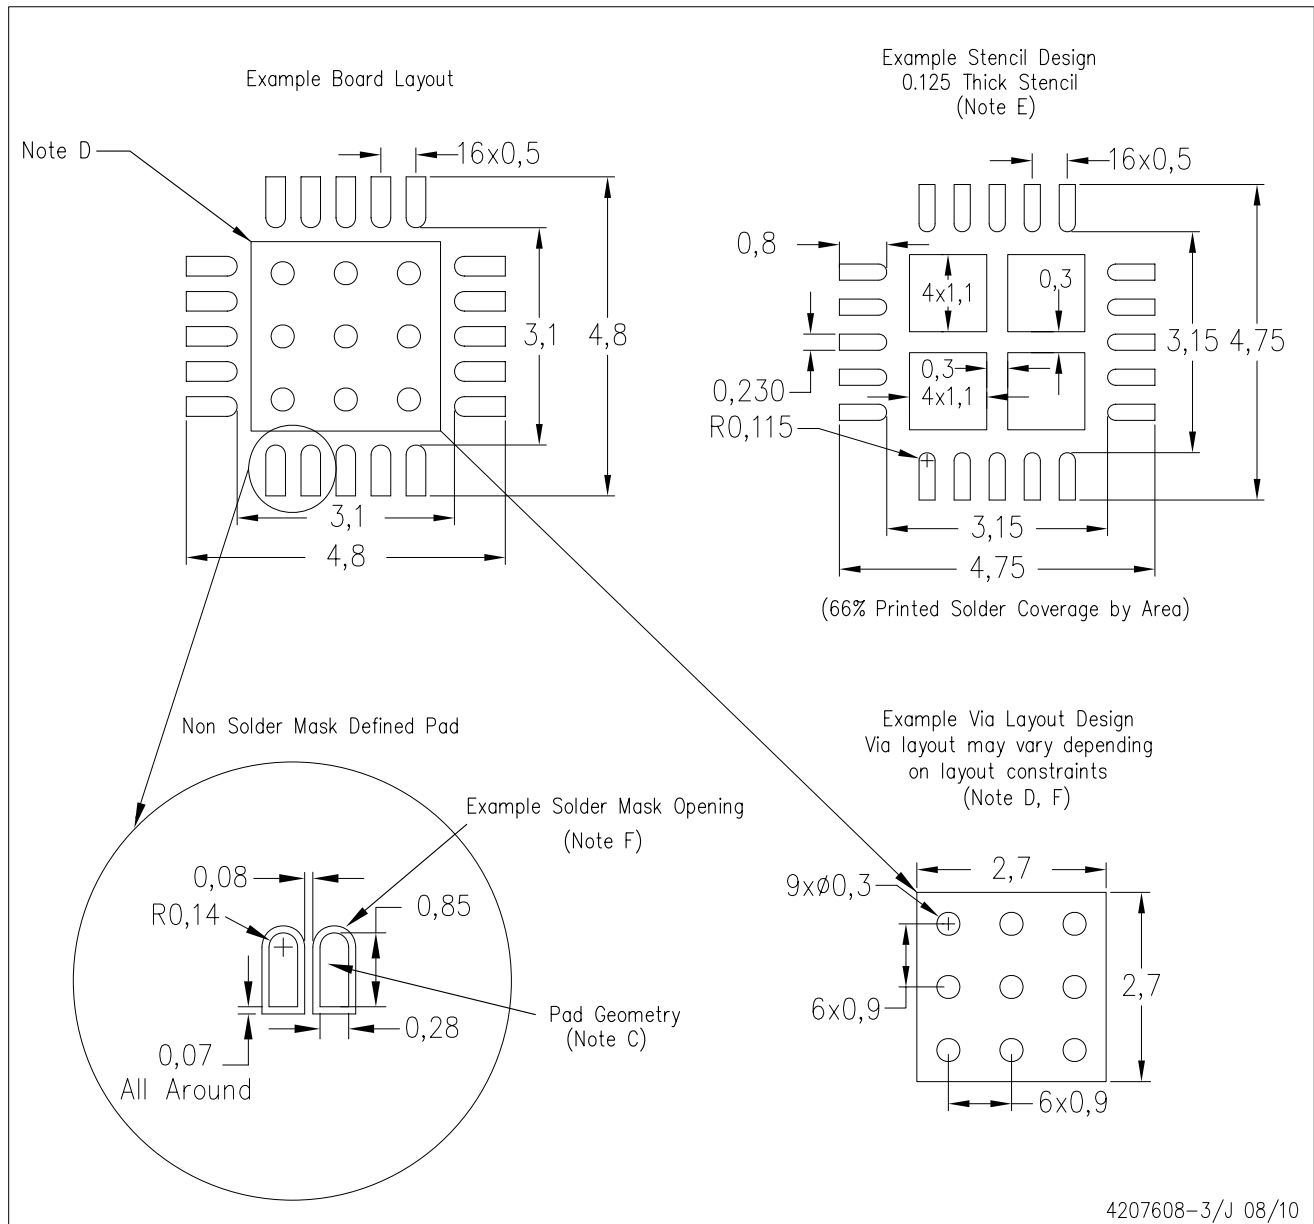 Example Board Layout
Note D
16x0,5
3,1
4,8
3,1
4,8
Example Stencil Design
0.125 Thick Stencil
(Note E)
16x0,5
0,8
4x1,1
0,3
3,15
4,75
0,230
R0,115
0,3
4x1,1
3,15
4,75
(66% Printed Solder Coverage by Area)
Non Solder Mask Defined Pad
Example Solder Mask Opening
(Note F)
0,08
R0,14
0,85
0,28
Pad Geometry
(Note C)
0,07
All Around
Example Via Layout Design
Via layout may vary depending
on layout constraints
(Note D, F)
9xø0,3
2,7
2,7
6x0,9
6x0,9
4207608-3/J 08/10